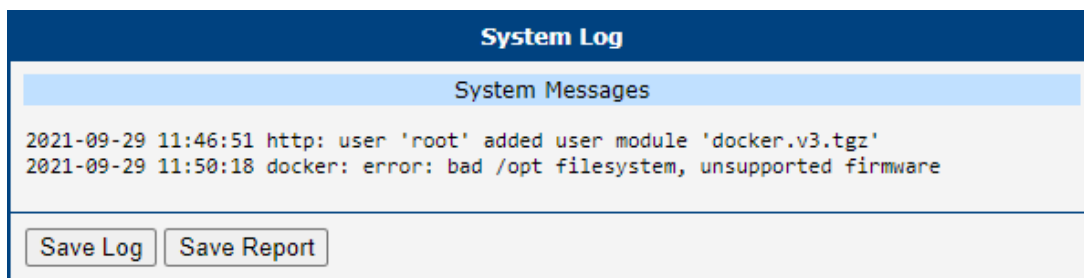 System Log
System Messages
2021-09-29 11:46:51 http: user 'root' added user module 'docker.v3.tgz'
2021-09-29 11:50:18 docker: error: bad /opt filesystem, unsupported firmware
Save Log Save Report